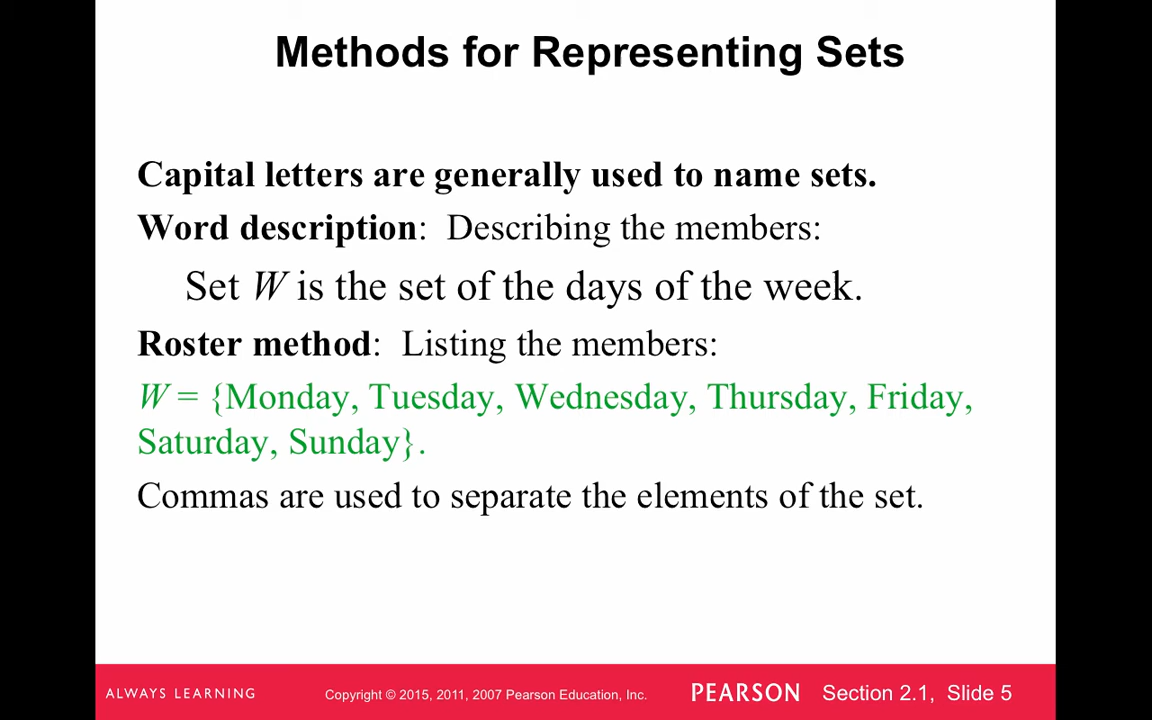 Methods for Representing Sets
Capital letters are generally used to name sets.
Word description: Describing the members:
Set W is the set of the days of the week.
Roster method: Listing the members:
W = {Monday, Tuesday, Wednesday, Thursday, Friday,
Saturday, Sunday}.
Commas are used to separate the elements of the set.
ALWAYS LEARNING Copyright © 2015, 2011, 2007 Pearson Education, Inc. PEARSON Section 2.1, Slide 5